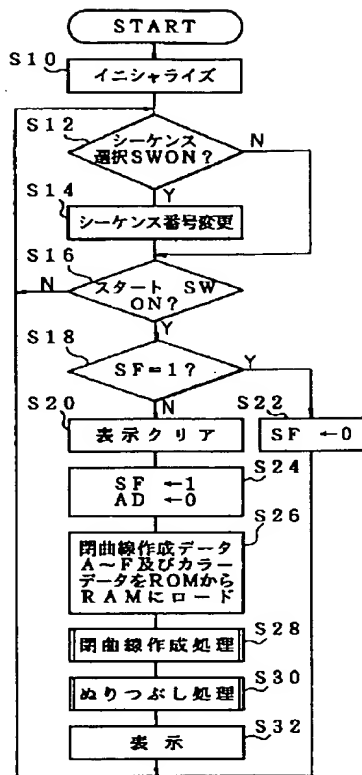 START
S10
イニシャライズ
S12
シーケンス
選択SWON?
N
Y
S14
シーケンス番号変更
S16
N
スタート SW
ON?
Y
S18
SF=1?
Y
N
S20
表示クリア
S22
SF ←0
S24
SF ←1
AD ←0
S26
閉曲線作成データ
A～F及びカラー
データをROMから
RAMにロード
S28
閉曲線作成処理
S30
ぬりつぶし処理
S32
表示